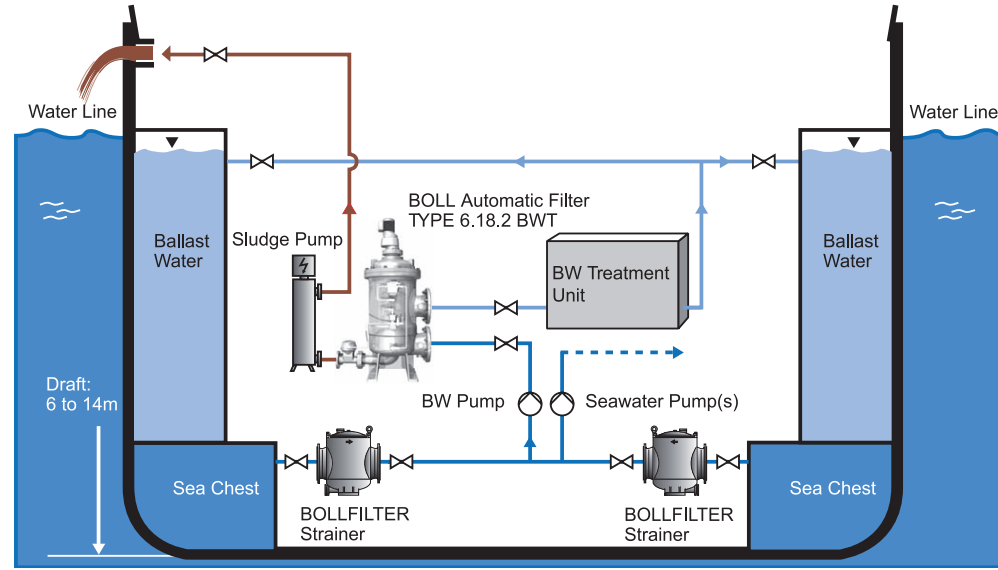 Water Line
Water Line
BOLL Automatic Filter
TYPE 6.18.2 BWT
Sludge Pump
Ballast
Water
Ballast
Water
BW Treatment
Unit
Draft:
6 to 14m
BW Pump
Seawater Pump(s)
Sea Chest
Sea Chest
BOLLFILTER
Strainer
BOLLFILTER
Strainer